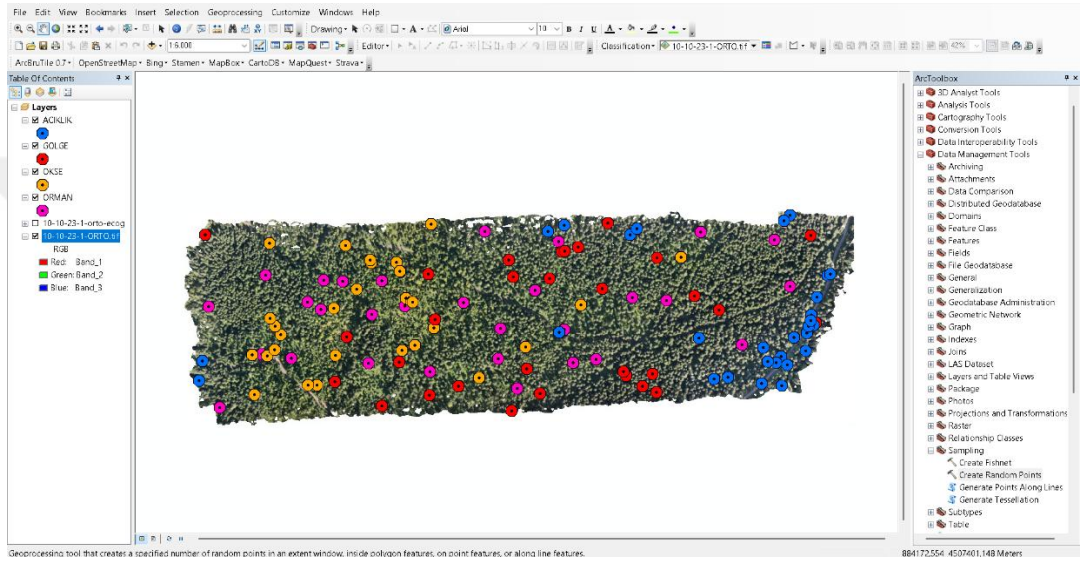 File Edit View Bookmarks Insert Selection Geoprocessing Customize Windows Help
Drawing Arial 10 B I U A
1:6.000 Editor Classification 10-10-23-1-ORTO.tif 42%
ArcBruTile 0.7 OpenStreetMap Bing Stamen MapBox CartoDB MapQuest Strava
Table Of Contents
Layers
ACIKLIK
GOLGE
OKSE
ORMAN
10-10-23-1-orto-ecog
10-10-23-1-ORTO.tif
RGB
Red: Band_1
Green: Band_2
Blue: Band_3
ArcToolbox
3D Analyst Tools
Analysis Tools
Cartography Tools
Conversion Tools
Data Interoperability Tools
Data Management Tools
Archiving
Attachments
Data Comparison
Distributed Geodatabase
Domains
Feature Class
Features
Fields
File Geodatabase
General
Generalization
Geodatabase Administration
Geometric Network
Graph
Indexes
Joins
LAS Dataset
Layers and Table Views
Package
Photos
Projections and Transformations
Raster
Relationship Classes
Sampling
Create Fishnet
Create Random Points
Generate Points Along Lines
Generate Tessellation
Subtypes
Table
Geoprocessing tool that creates a specified number of random points in an extent window, inside polygon features, on point features, or along line features.
884172,554 4507401,148 Meters